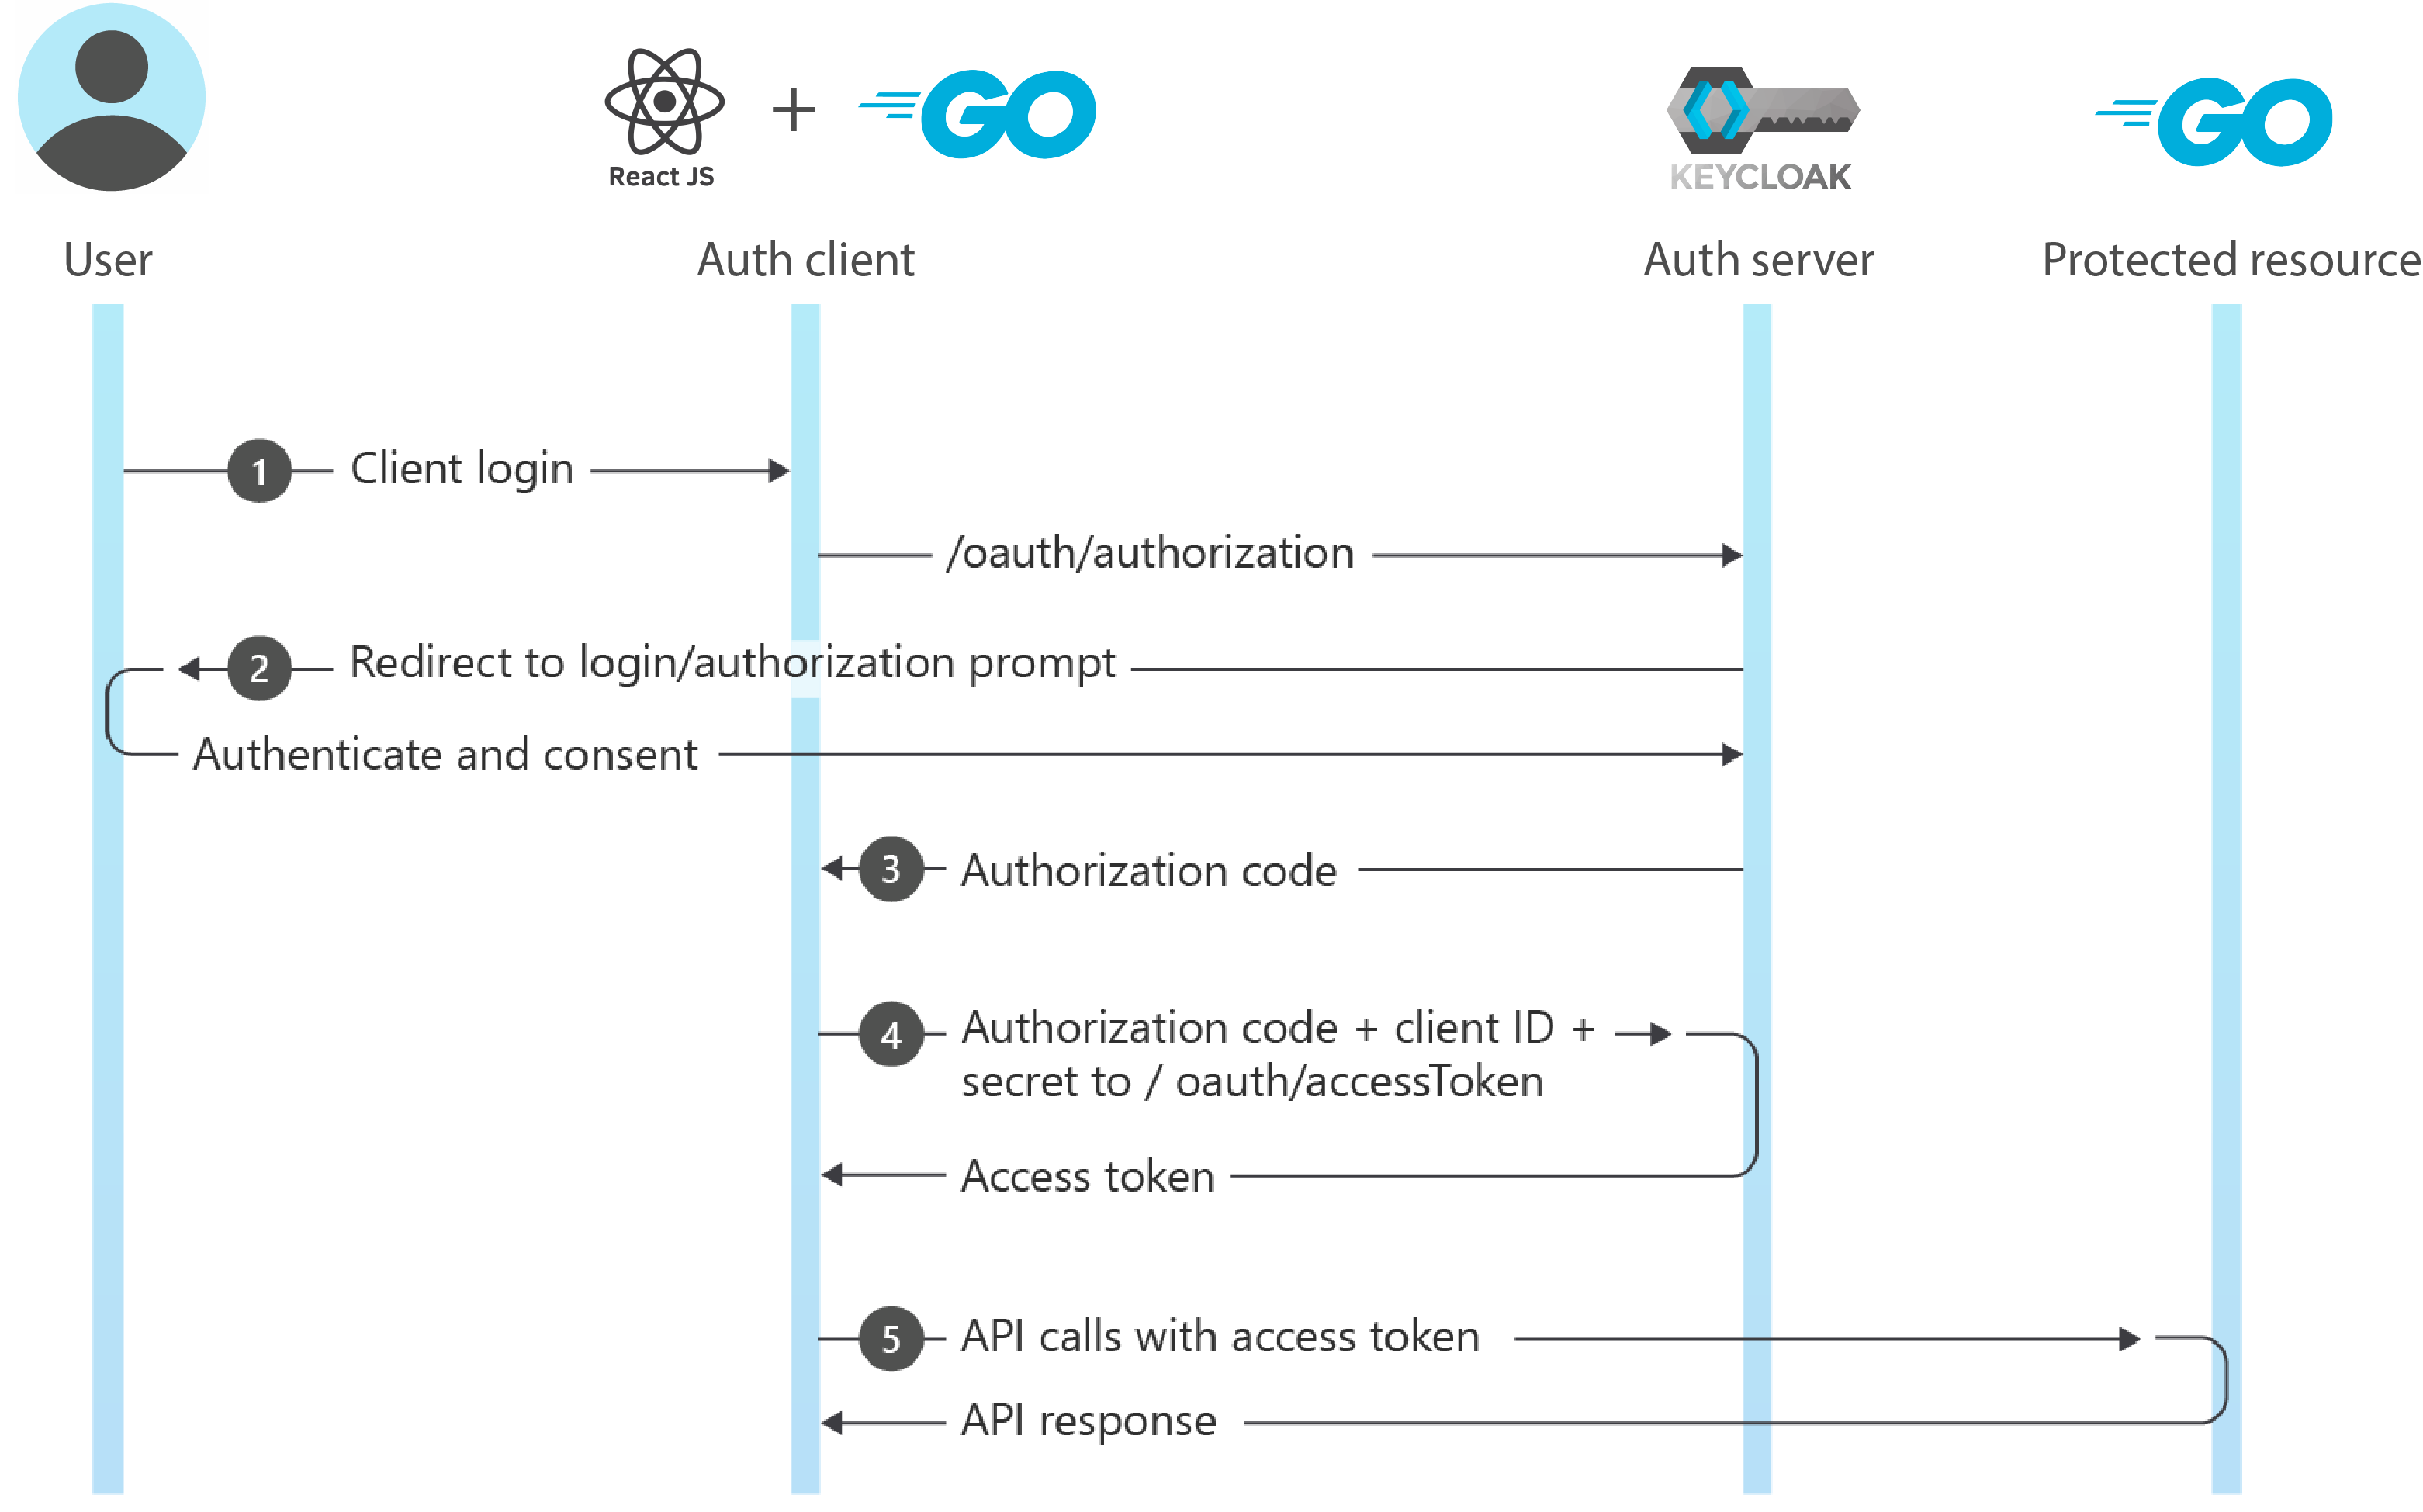 React JS
+
GO
KEYCLOAK
GO
User
Auth client
Auth server
Protected resource
1 Client login
/oauth/authorization
2 Redirect to login/authorization prompt
Authenticate and consent
3 Authorization code
4 Authorization code + client ID +
secret to / oauth/accessToken
Access token
5 API calls with access token
API response